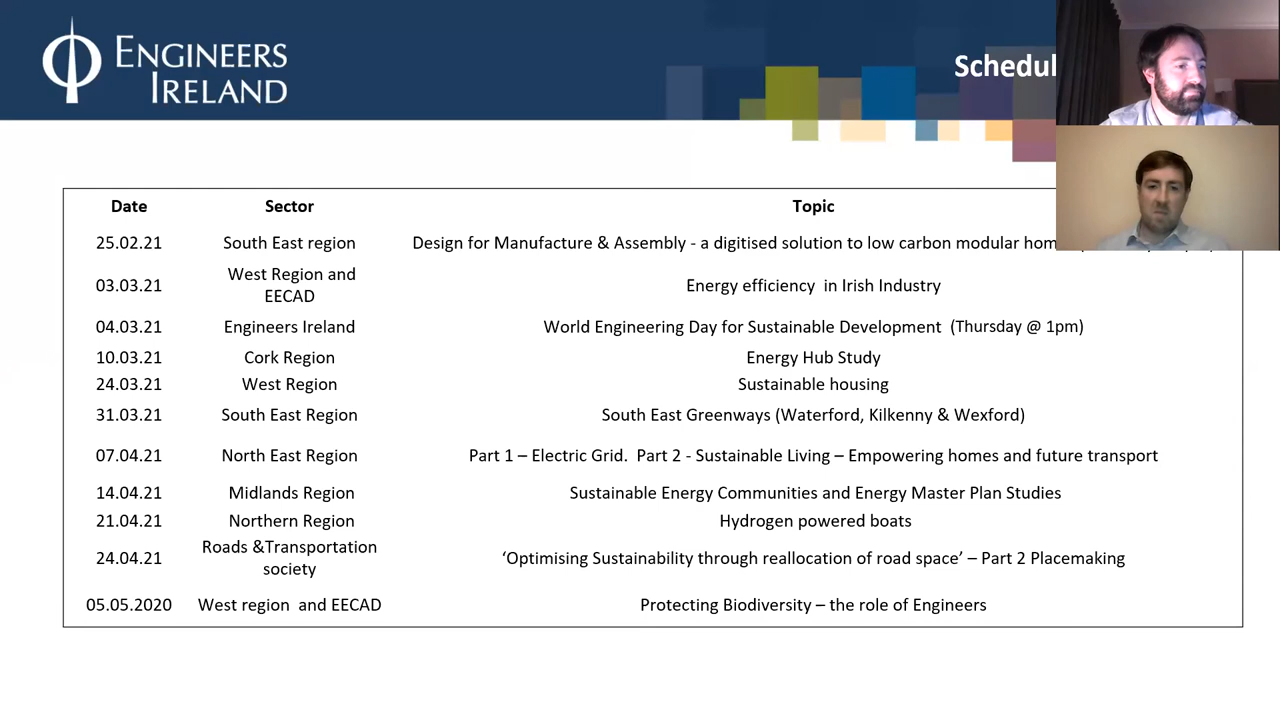 ENGINEERS
IRELAND
Schedul
Date Sector Topic
25.02.21 South East region Design for Manufacture & Assembly - a digitised solution to low carbon modular hom
03.03.21 West Region and EECAD Energy efficiency in Irish Industry
04.03.21 Engineers Ireland World Engineering Day for Sustainable Development (Thursday @ 1pm)
10.03.21 Cork Region Energy Hub Study
24.03.21 West Region Sustainable housing
31.03.21 South East Region South East Greenways (Waterford, Kilkenny & Wexford)
07.04.21 North East Region Part 1 – Electric Grid. Part 2 - Sustainable Living – Empowering homes and future transport
14.04.21 Midlands Region Sustainable Energy Communities and Energy Master Plan Studies
21.04.21 Northern Region Hydrogen powered boats
24.04.21 Roads &Transportation society ‘Optimising Sustainability through reallocation of road space’ – Part 2 Placemaking
05.05.2020 West region and EECAD Protecting Biodiversity – the role of Engineers